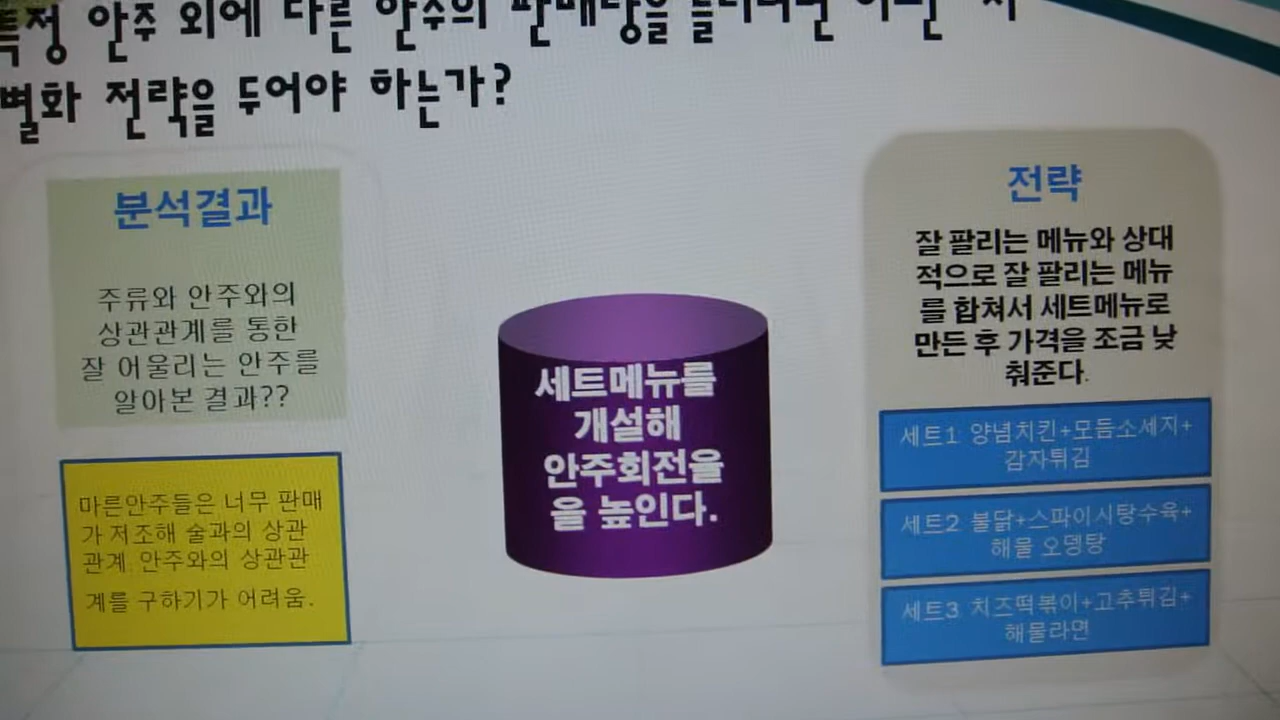 특정 안주 외에 다른 안주의 판매량을 늘리려면 어떤 차
별화 전략을 두어야 하는가?
분석결과
주류와 안주와의
상관관계를 통한
잘 어울리는 안주를
알아본 결과??
마른안주들은 너무 판매
가 저조해 술과의 상관
관계. 안주와의 상관관
계를 구하기가 어려움.
세트메뉴를
개설해
안주회전율
을 높인다.
전략
잘 팔리는 메뉴와 상대
적으로 잘 팔리는 메뉴
를 합쳐서 세트메뉴로
만든 후 가격을 조금 낮
춰준다.
세트1. 양념치킨+모듬소세지+
감자튀김
세트2. 불닭+스파이시탕수육+
해물 오뎅탕
세트3. 치즈떡볶이+고추튀김+
해물라면